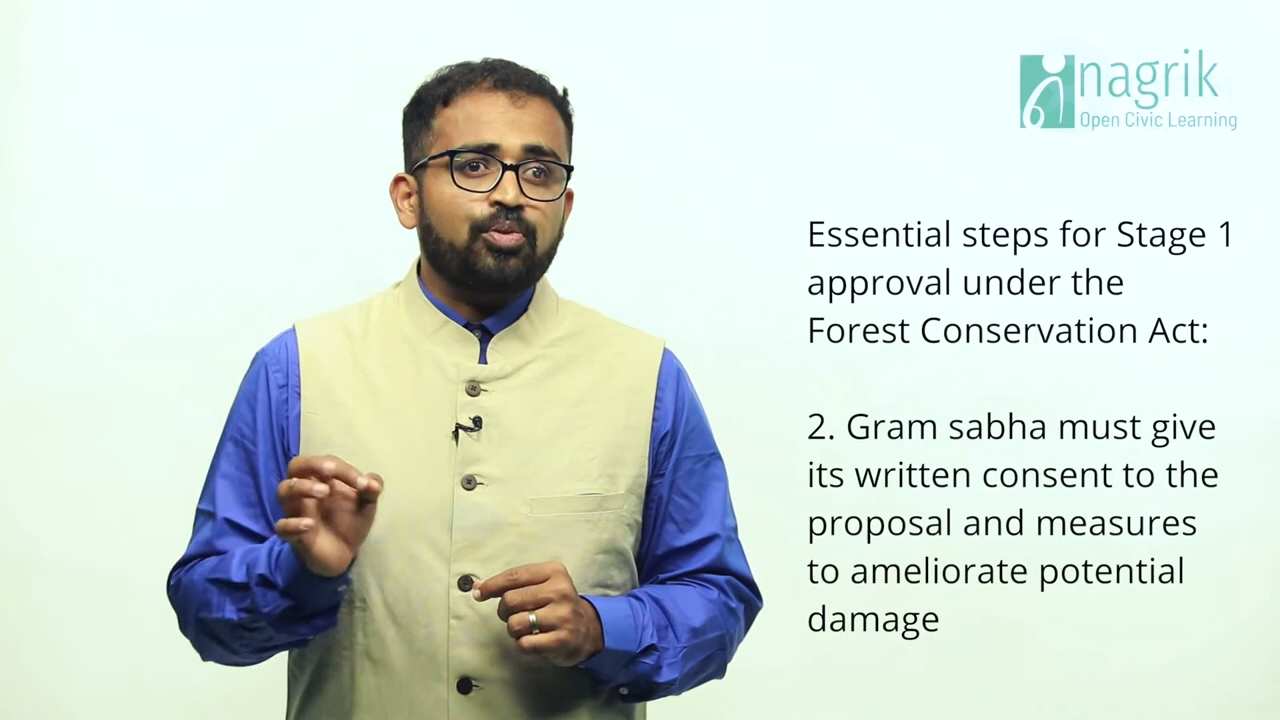 nagrik
Open Civic Learning
Essential steps for Stage 1
approval under the
Forest Conservation Act:
2. Gram sabha must give
its written consent to the
proposal and measures
to ameliorate potential
damage